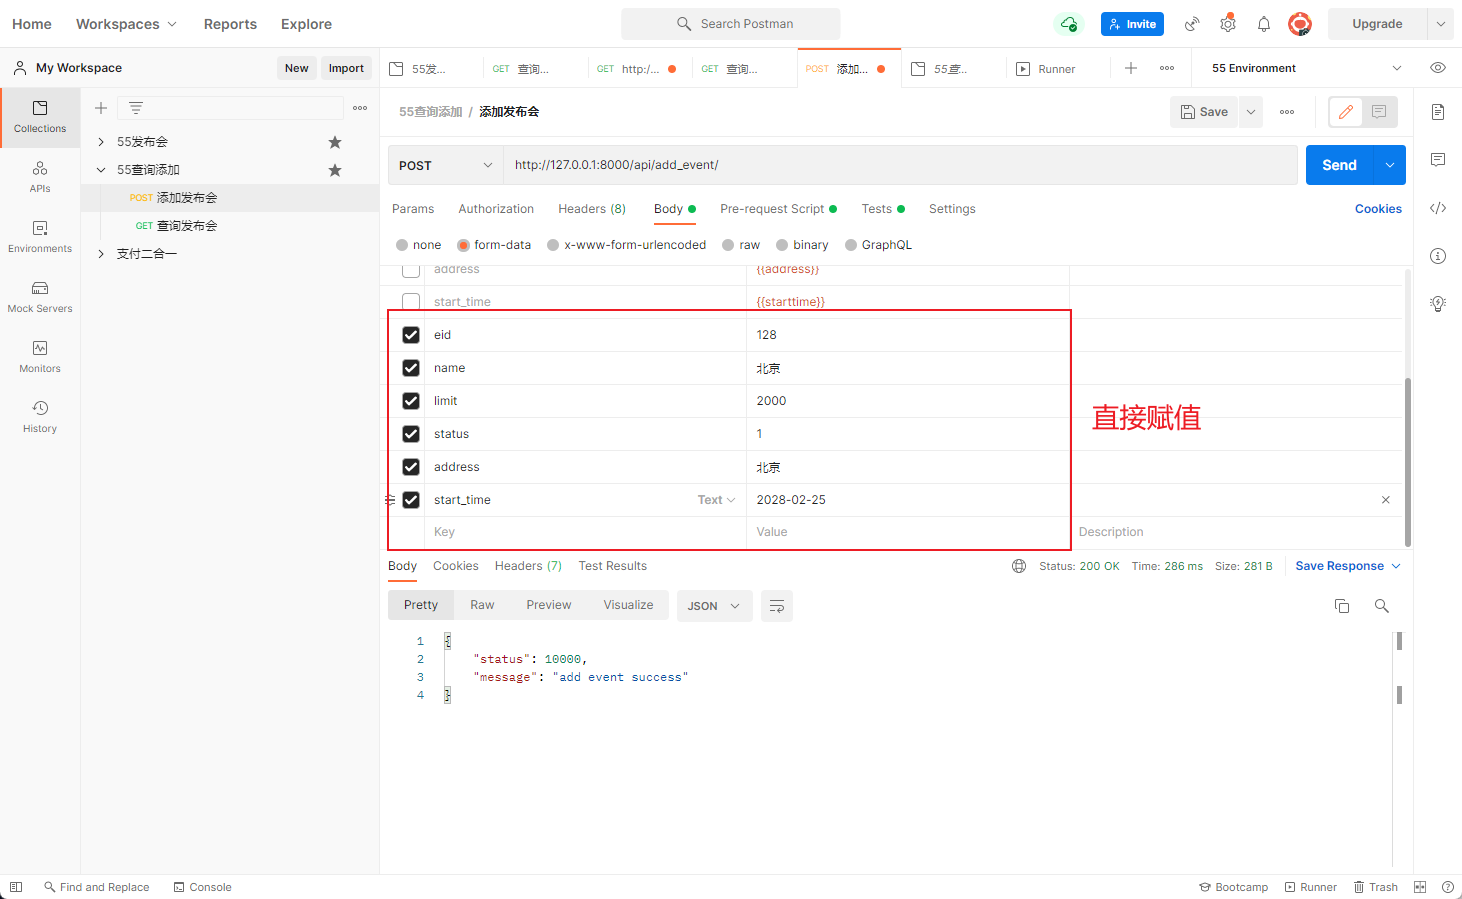 Home Workspaces Reports Explore Search Postman Invite Upgrade
My Workspace New Import
55发... GET 查询... GET http:/... GET 查询... POST 添加... 55查... Runner 55 Environment
Collections
APIs
Environments
Mock Servers
Monitors
History
55发布会
55查询添加
POST 添加发布会
GET 查询发布会
支付二合一
55查询添加 / 添加发布会 Save
POST http://127.0.0.1:8000/api/add_event/ Send
Params Authorization Headers (8) Body Pre-request Script Tests Settings Cookies
none form-data x-www-form-urlencoded raw binary GraphQL
address {{address}}
start_time {{starttime}}
eid 128
name 北京
limit 2000
status 1
address 北京
start_time Text 2028-02-25
Key Value Description
直接赋值
Body Cookies Headers (7) Test Results Status: 200 OK Time: 286 ms Size: 281 B Save Response
Pretty Raw Preview Visualize JSON
1 {
2 "status": 10000,
3 "message": "add event success"
4 }
Find and Replace Console Bootcamp Runner Trash